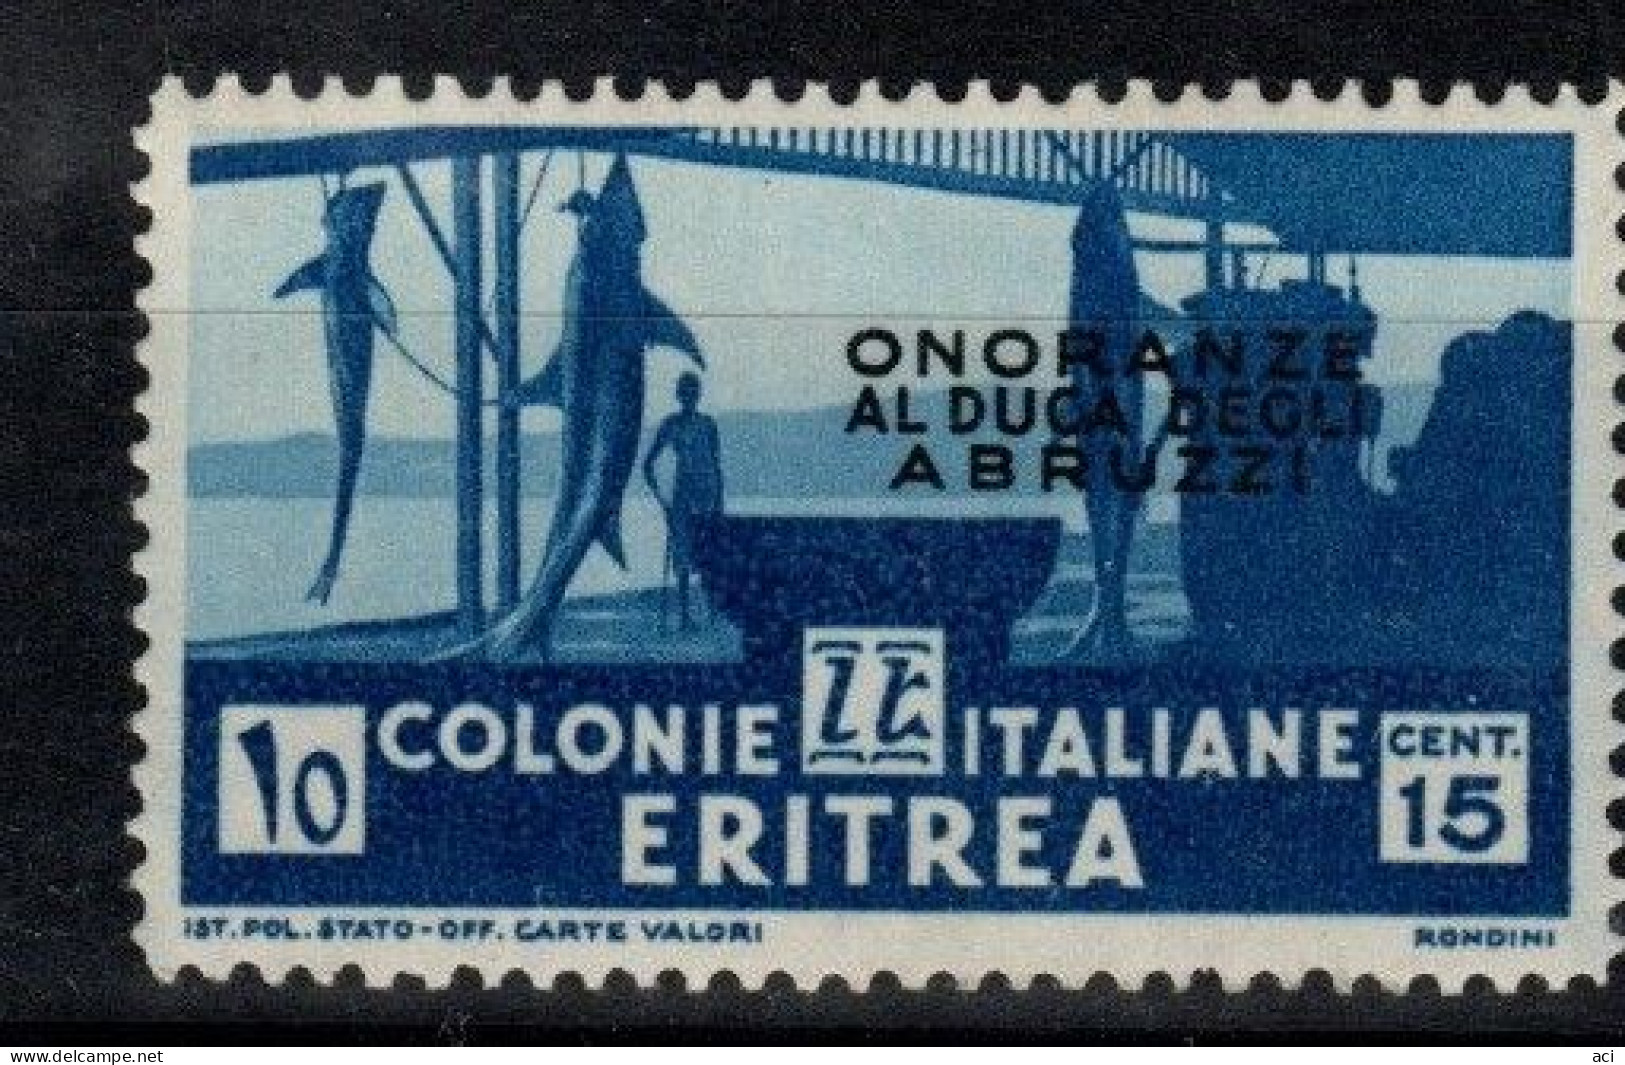 ONORANZE
AL DUCA DEGLI
ABRUZZI
١٥ COLONIE ITALIANE CENT. 15
ERITREA
IST. POL. STATO - OFF. CARTE VALORI RONDINI
www.delcampe.net aci